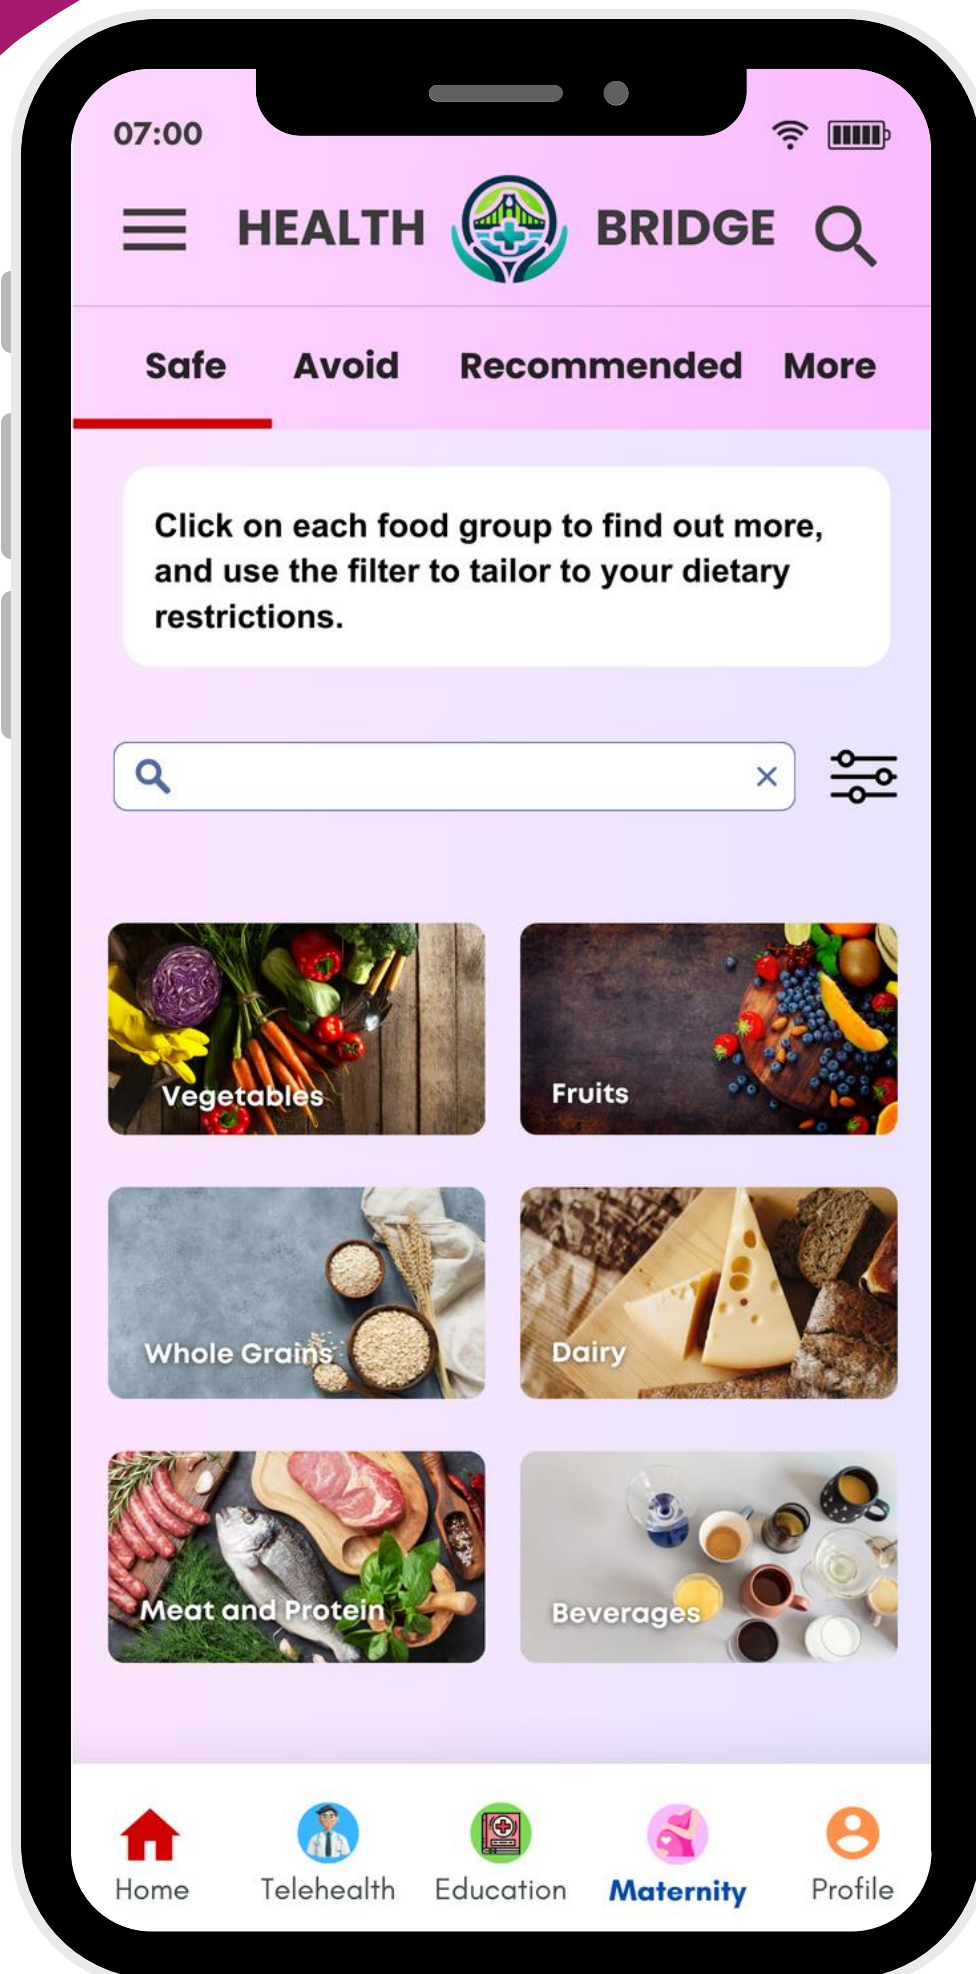 07:00
HEALTH BRIDGE
Safe Avoid Recommended More
Click on each food group to find out more,
and use the filter to tailor to your dietary
restrictions.
Vegetables Fruits
Whole Grains Dairy
Meat and Protein Beverages
Home Telehealth Education Maternity Profile